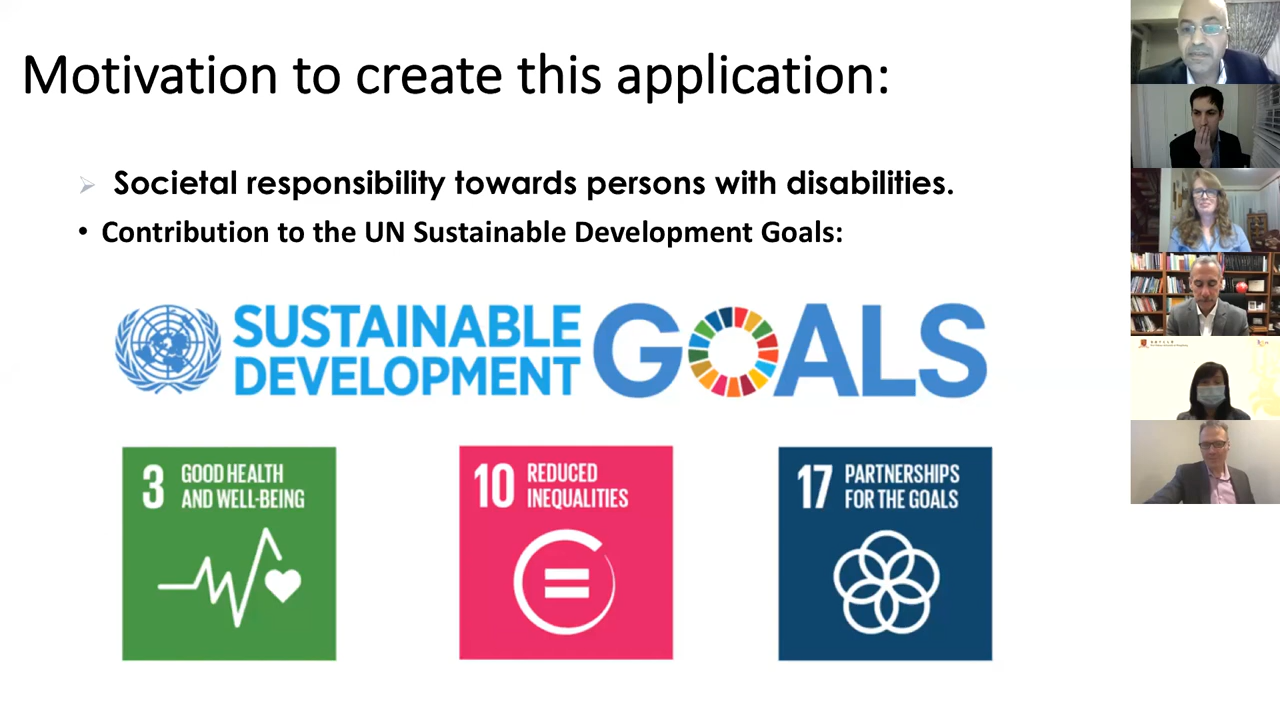 Motivation to create this application:
Societal responsibility towards persons with disabilities.
Contribution to the UN Sustainable Development Goals:
SUSTAINABLE
DEVELOPMENT
GOALS
3 GOOD HEALTH
AND WELL-BEING
10 REDUCED
INEQUALITIES
17 PARTNERSHIPS
FOR THE GOALS